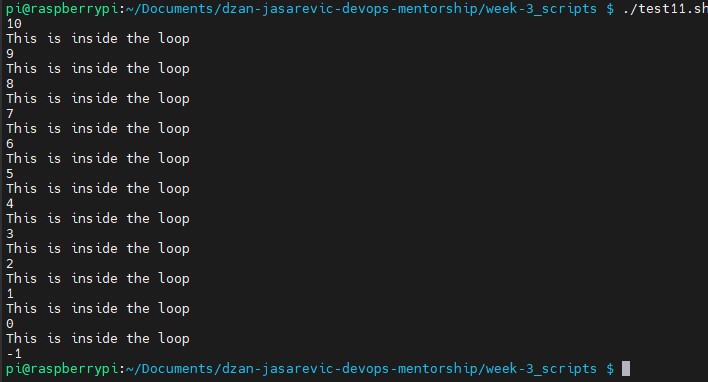 pi@raspberrypi:~/Documents/dzan-jasarevic-devops-mentorship/week-3_scripts $ ./test11.sh
10
This is inside the loop
9
This is inside the loop
8
This is inside the loop
7
This is inside the loop
6
This is inside the loop
5
This is inside the loop
4
This is inside the loop
3
This is inside the loop
2
This is inside the loop
1
This is inside the loop
0
This is inside the loop
-1
pi@raspberrypi:~/Documents/dzan-jasarevic-devops-mentorship/week-3_scripts $